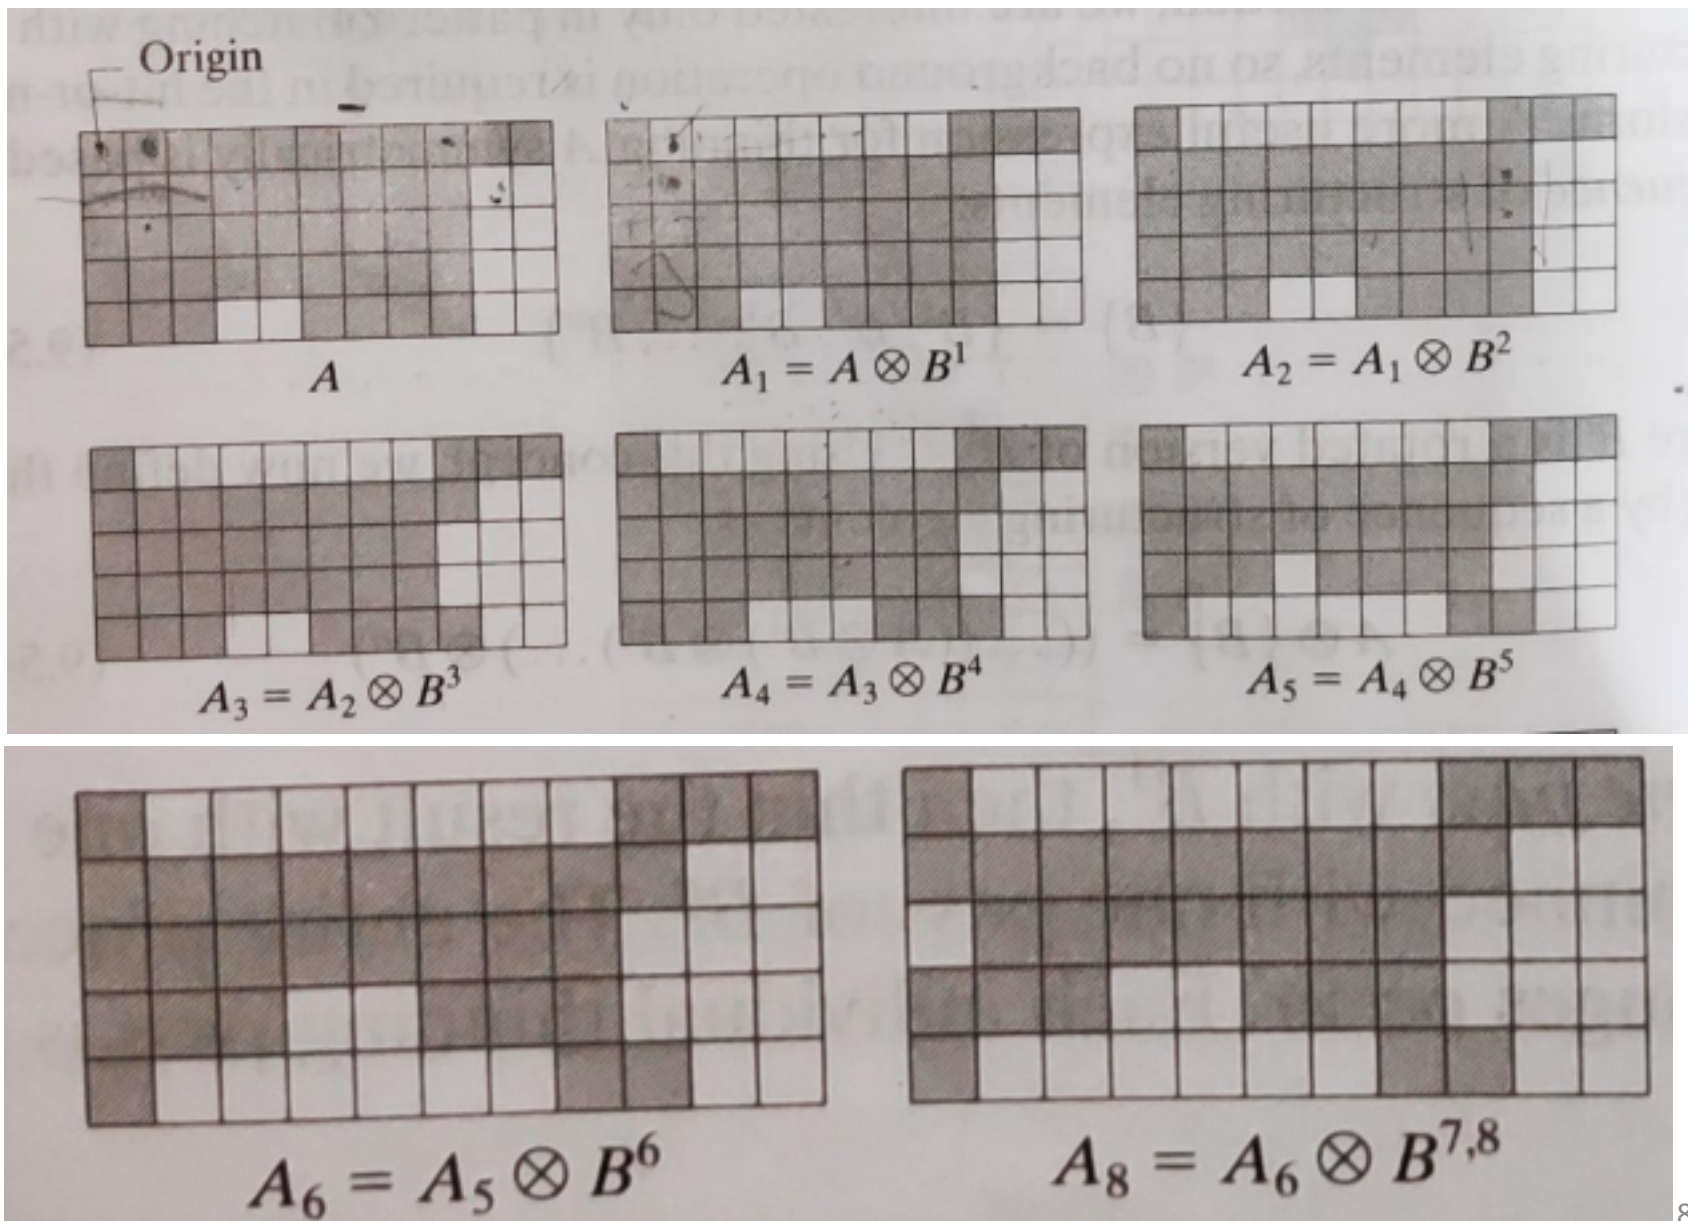 Origin
A
A₁ = A ⊗ B¹
A₂ = A₁ ⊗ B²
A₃ = A₂ ⊗ B³
A₄ = A₃ ⊗ B⁴
A₅ = A₄ ⊗ B⁵
A₆ = A₅ ⊗ B⁶
A₈ = A₆ ⊗ B⁷,⁸
8